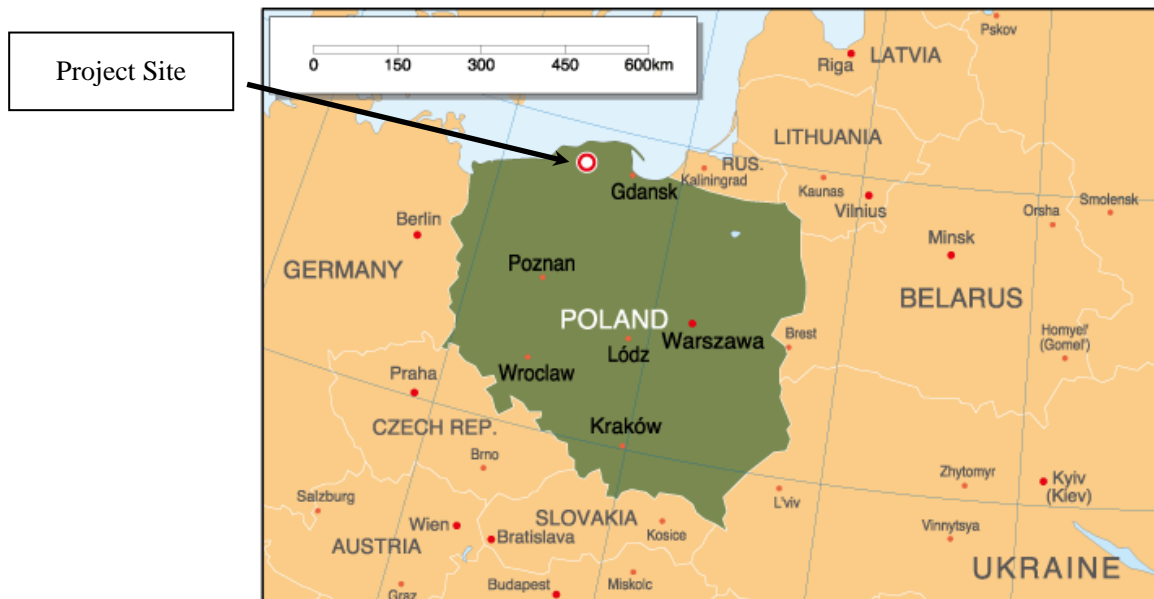 Project Site
0 150 300 450 600km
Pskov
Riga
LATVIA
LITHUANIA
RUS.
Kaliningrad
Kaunas
Vilnius
Smolensk
Orsha
Gdansk
Berlin
Minsk
GERMANY
Poznan
BELARUS
POLAND
Warszawa
Brest
Homyel'
(Gomel')
Lódz
Wroclaw
Praha
Kraków
CZECH REP.
Brno
Zhytomyr
Kyiv
(Kiev)
L'viv
Salzburg
SLOVAKIA
Wien
Bratislava
Kosice
Vinnytsya
AUSTRIA
UKRAINE
Miskolc
Budapest
Graz